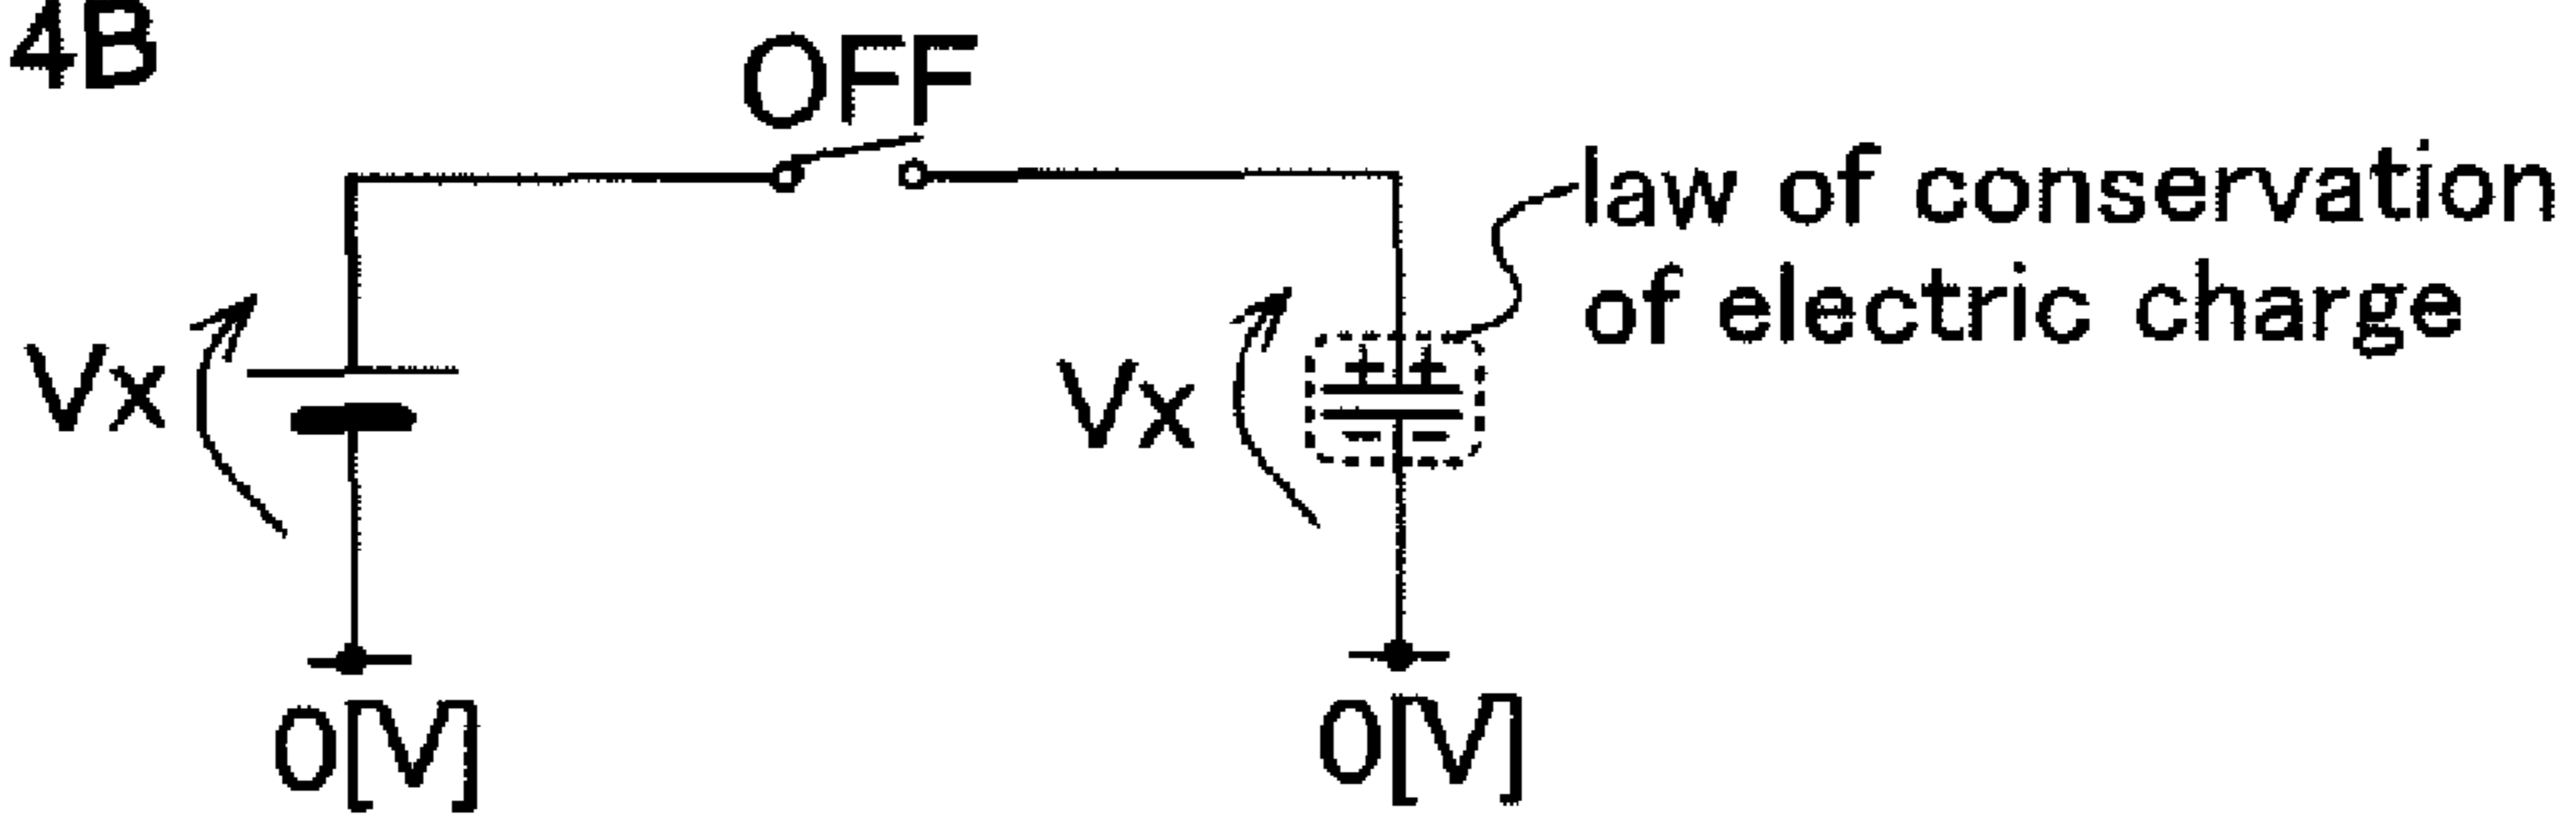 4B
OFF
law of conservation
of electric charge
Vx
Vx
+ +
- -
0[V]
0[V]